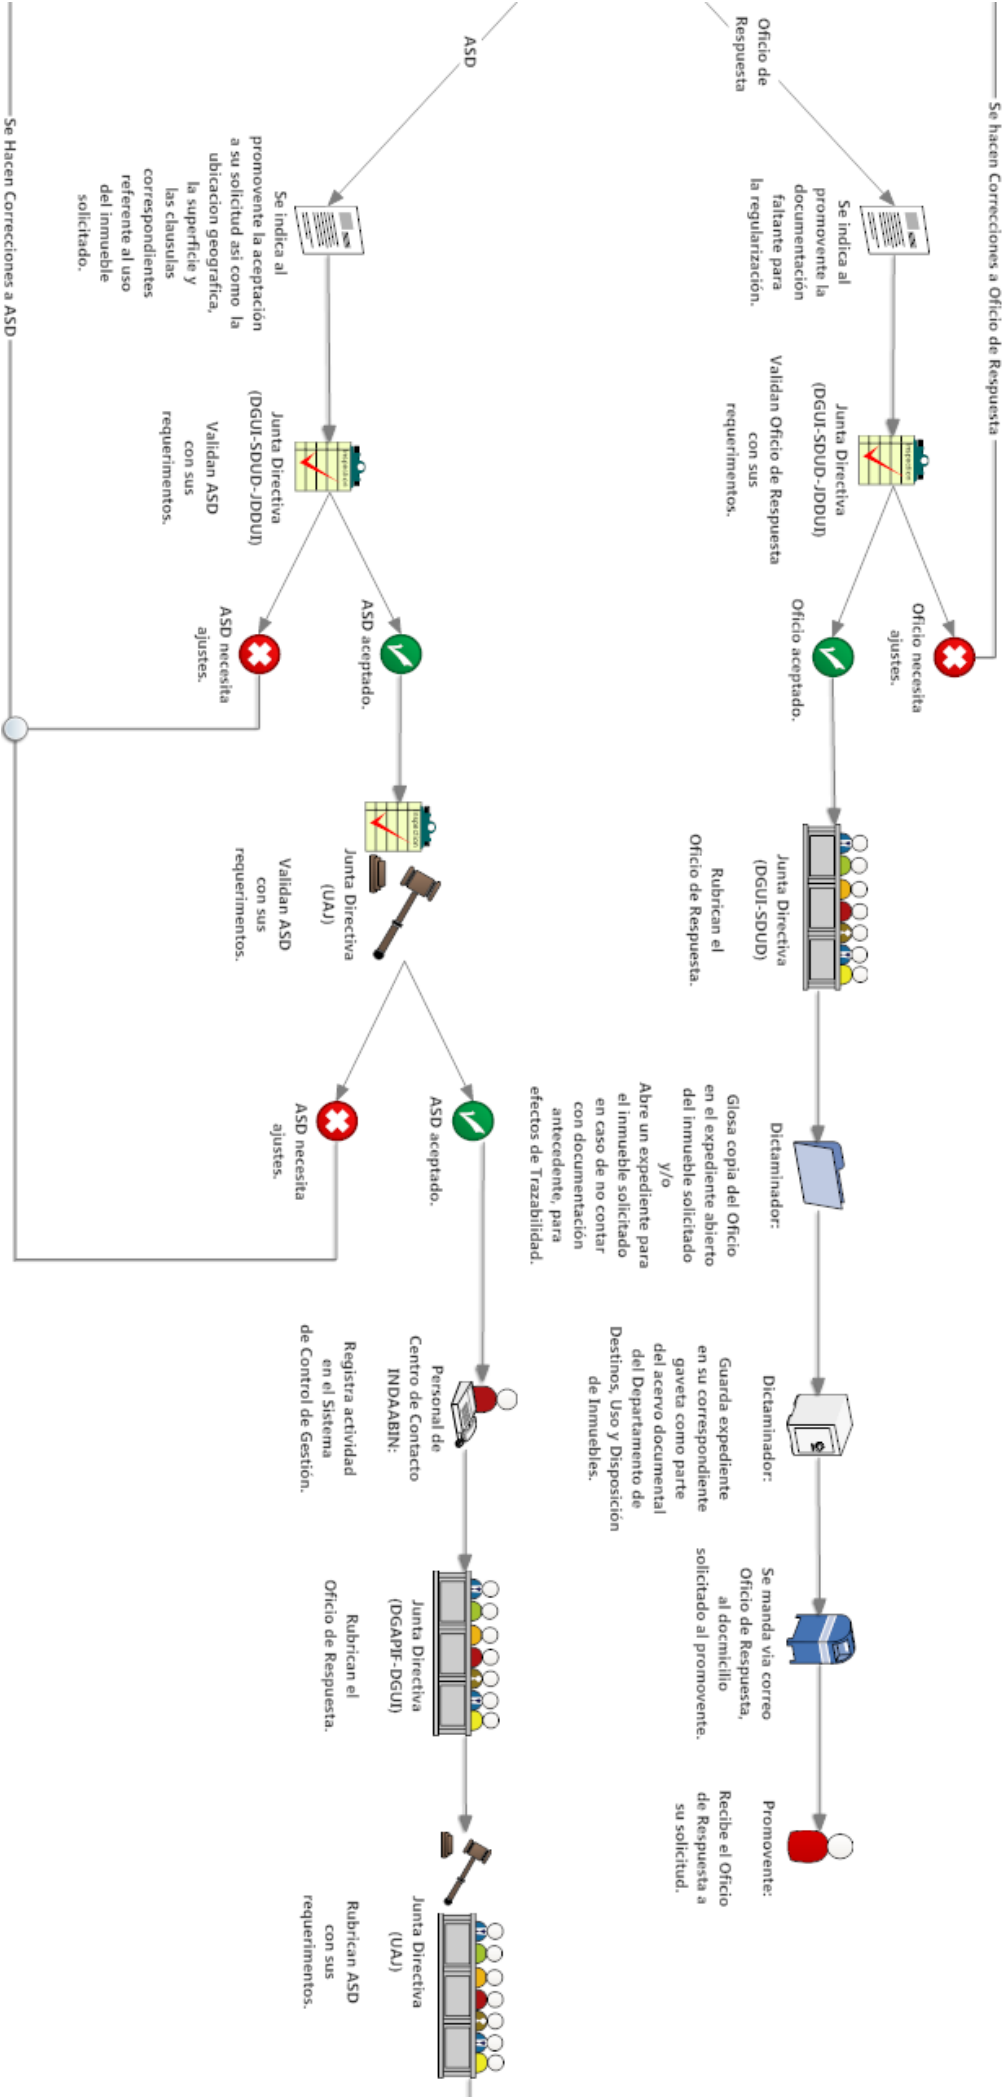 Se hacen Correcciones a Oficio de Respuesta
Oficio de
Respuesta
Se indica al
promovente la
documentación
faltante para
la regularización.
Inspection
Junta Directiva
(DGUI-SDUD-JDDUI)
Validan Oficio de Respuesta
con sus
requerimentos.
Oficio necesita
ajustes.
Oficio aceptado.
Junta Directiva
(DGUI-SDUD)
Rubrican el
Oficio de Respuesta.
Dictaminador:
Glosa copia del Oficio
en el expediente abierto
del inmueble solicitado
y/o
Abre un expediente para
el inmueble solicitado
en caso de no contar
con documentación
antecedente, para
efectos de Trazabilidad.
Dictaminador:
Guarda expediente
en su correspondiente
gaveta como parte
del acervo documental
del Departamento de
Destinos, Uso y Disposición
de Inmuebles.
Se manda via correo
Oficio de Respuesta,
al docmicilio
solicitado al promovente.
Promovente:
Recibe el Oficio
de Respuesta a
su solicitud.
ASD
Se indica al
promovente la aceptación
a su solicitud asi como la
ubicacion geografica,
la superficie y
las clausulas
correspondientes
referente al uso
del inmueble
solicitado.
Inspection
Junta Directiva
(DGUI-SDUD-JDDUI)
Validan ASD
con sus
requerimentos.
ASD aceptado.
ASD necesita
ajustes.
Inspection
Junta Directiva
(UAJ)
Validan ASD
con sus
requerimentos.
ASD aceptado.
ASD necesita
ajustes.
Personal de
Centro de Contacto
INDAABIN:
Registra actividad
en el Sistema
de Control de Gestión.
Junta Directiva
(DGAPIF-DGUI)
Rubrican el
Oficio de Respuesta.
Junta Directiva
(UAJ)
Rubrican ASD
con sus
requerimentos.
Se Hacen Correcciones a ASD